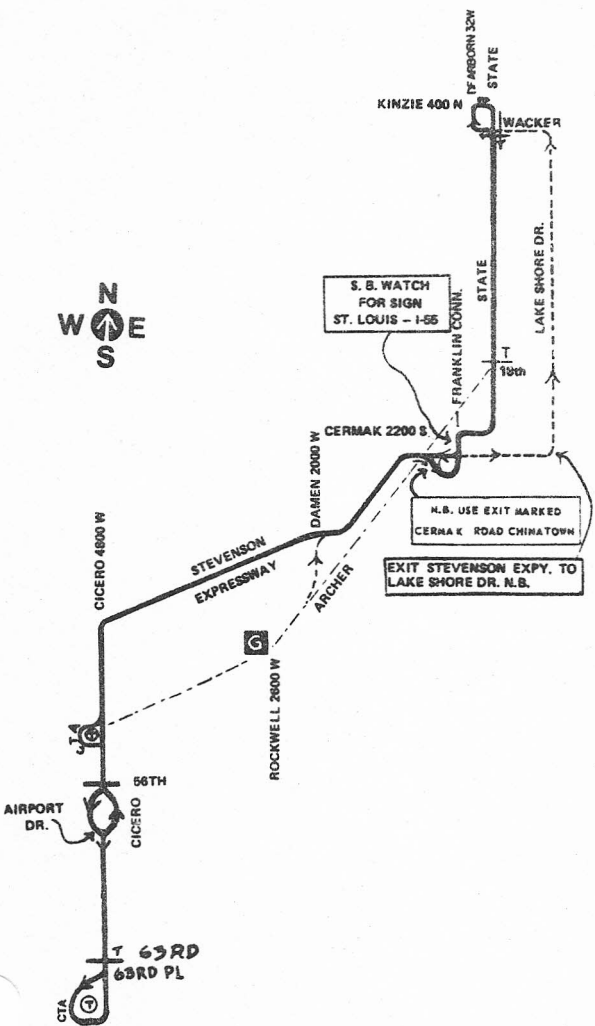 DEARBORN 32W
STATE
KINZIE 400 N
WACKER
LAKE SHORE DR.
STATE
N
W E
S
S. B. WATCH
FOR SIGN
ST. LOUIS – I-55
FRANKLIN CONN.
T
19th
CERMAK 2200 S
DAMEN 2000 W
N.B. USE EXIT MARKED
CERMAK ROAD CHINATOWN
EXIT STEVENSON EXPY. TO
LAKE SHORE DR. N.B.
CICERO 4800 W
STEVENSON
EXPRESSWAY
ARCHER
G
ROCKWELL 2600 W
T
56TH
AIRPORT
DR.
CICERO
T 63RD
63RD PL
CTA
T